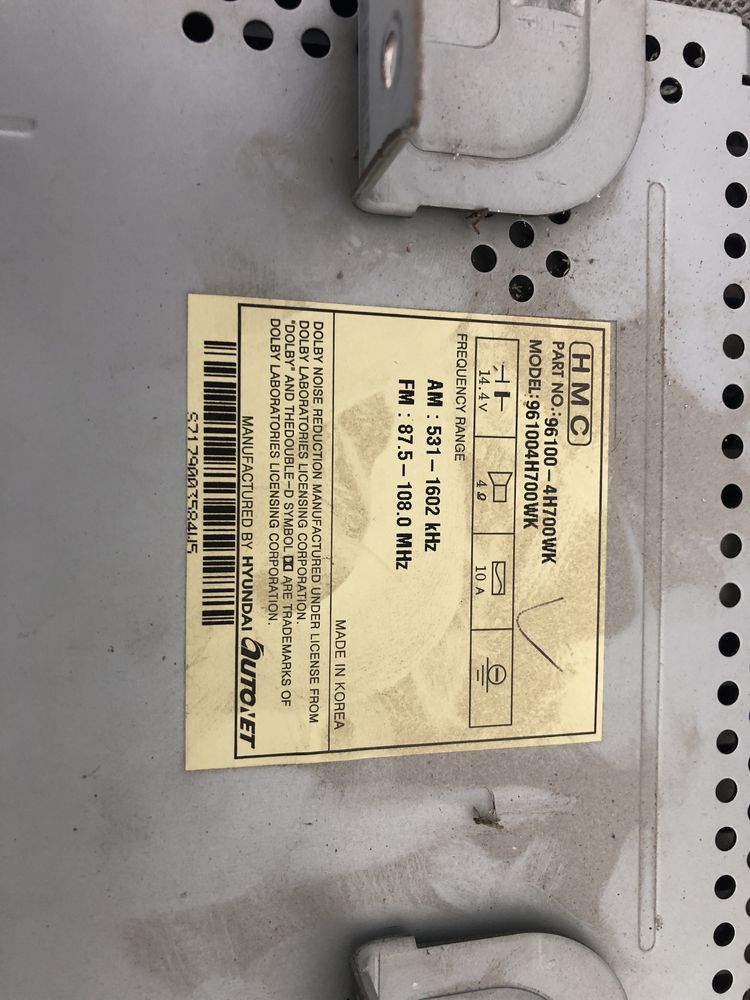 HMC
PART NO.:96100-4H700WK
MODEL:961004H700WK
14.4v 4Ω 10 A
FREQUENCY RANGE
AM : 531-1602 kHz
FM : 87.5-108.0 MHz
MADE IN KOREA
DOLBY NOISE REDUCTION MANUFACTURED UNDER LICENSE FROM
DOLBY LABORATORIES LICENSING CORPORATION.
"DOLBY" AND THEDOUBLE-D SYMBOL ARE TRADEMARKS OF
DOLBY LABORATORIES LICENSING CORPORATION.
MANUFACTURED BY HYUNDAI AUTONET